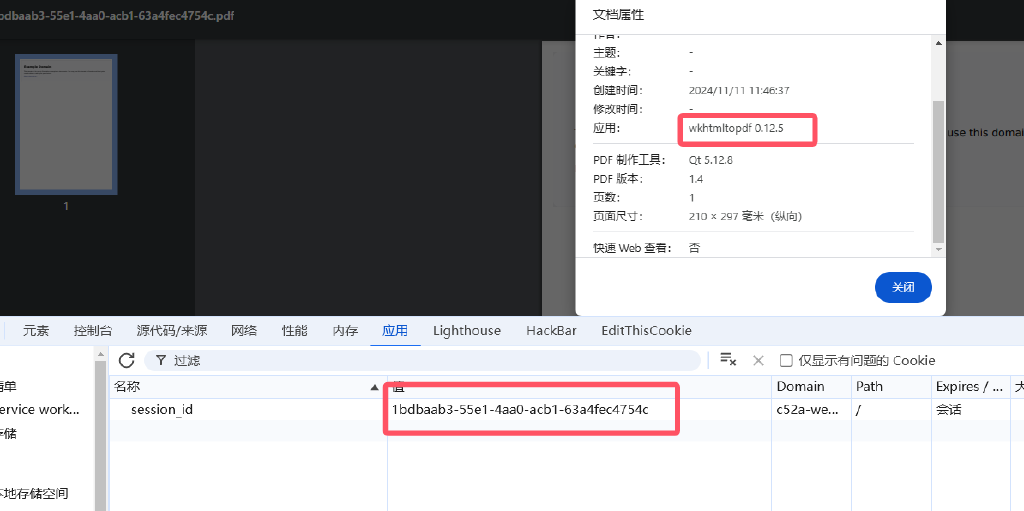 bdbaab3-55e1-4aa0-acb1-63a4fec4754c.pdf
文档属性
作者:
主题: -
关键字: -
创建时间: 2024/11/11 11:46:37
修改时间: -
应用: wkhtmltopdf 0.12.5
use this domai
PDF 制作工具: Qt 5.12.8
PDF 版本: 1.4
页数: 1
页面尺寸: 210 × 297 毫米 (纵向)
快速 Web 查看: 否
关闭
1
元素 控制台 源代码/来源 网络 性能 内存 应用 Lighthouse HackBar EditThisCookie
过滤 仅显示有问题的 Cookie
名称 值 Domain Path Expires / ...
session_id 1bdbaab3-55e1-4aa0-acb1-63a4fec4754c c52a-we... / 会话
单
ervice work...
存储
地存储空间